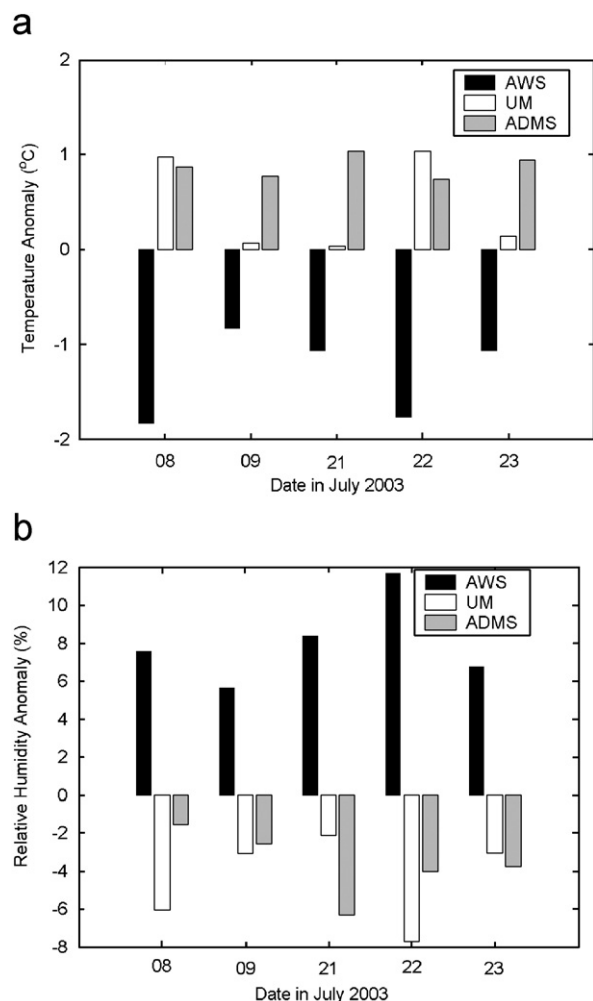 a
2
1
0
-1
-2
Temperature Anomaly (°C)
AWS
UM
ADMS
08 09 21 22 23
Date in July 2003
b
12
10
8
6
4
2
0
-2
-4
-6
-8
Relative Humidity Anomaly (%)
AWS
UM
ADMS
08 09 21 22 23
Date in July 2003